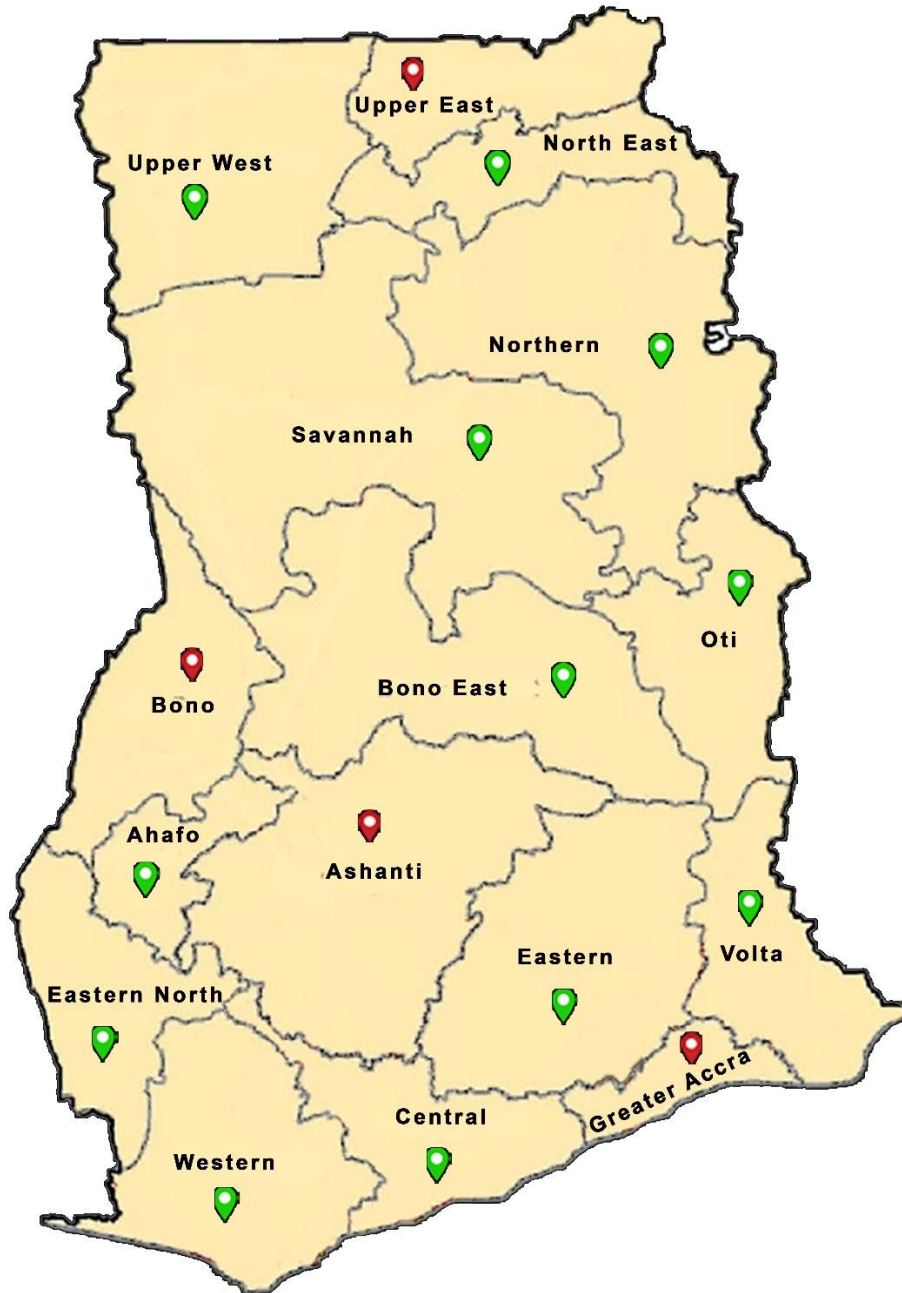 Upper East
North East
Upper West
Northern
Savannah
Oti
Bono East
Bono
Ahafo
Ashanti
Volta
Eastern
Eastern North
Greater Accra
Central
Western